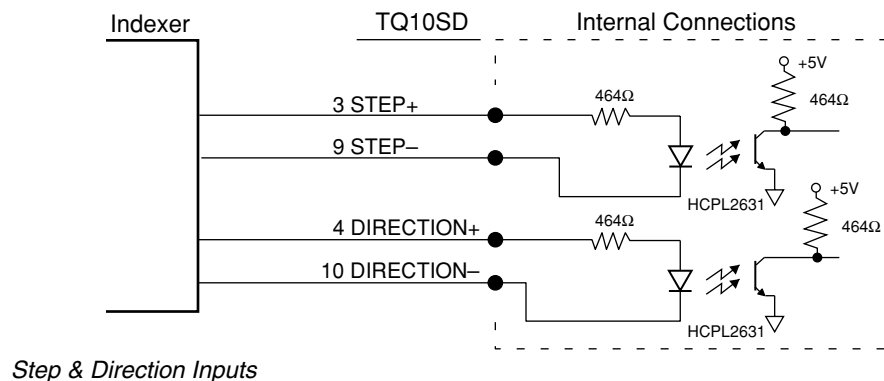 Indexer
TQ10SD
Internal Connections
+5V
464Ω
3 STEP+
464Ω
9 STEP–
HCPL2631
+5V
4 DIRECTION+
464Ω
464Ω
10 DIRECTION–
HCPL2631
Step & Direction Inputs